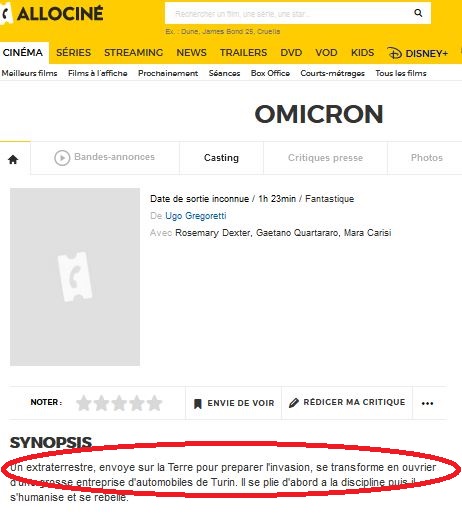 ALLOCINÉ
Rechercher un film, une série, une star...
Ex. : Dune, James Bond 25, Cruella
CINÉMA SÉRIES STREAMING NEWS TRAILERS DVD VOD KIDS DISNEY+
Meilleurs films Films à l'affiche Prochainement Séances Box Office Courts-métrages Tous les films
OMICRON
Bandes-annonces Casting Critiques presse Photos
Date de sortie inconnue / 1h 23min / Fantastique
De Ugo Gregoretti
Avec Rosemary Dexter, Gaetano Quartararo, Mara Carisi
NOTER : ENVIE DE VOIR RÉDIGER MA CRITIQUE ...
SYNOPSIS
Un extraterrestre, envoye sur la Terre pour preparer l'invasion, se transforme en ouvrier
d'une grosse entreprise d'automobiles de Turin. Il se plie d'abord a la discipline puis il
s'humanise et se rebelle.